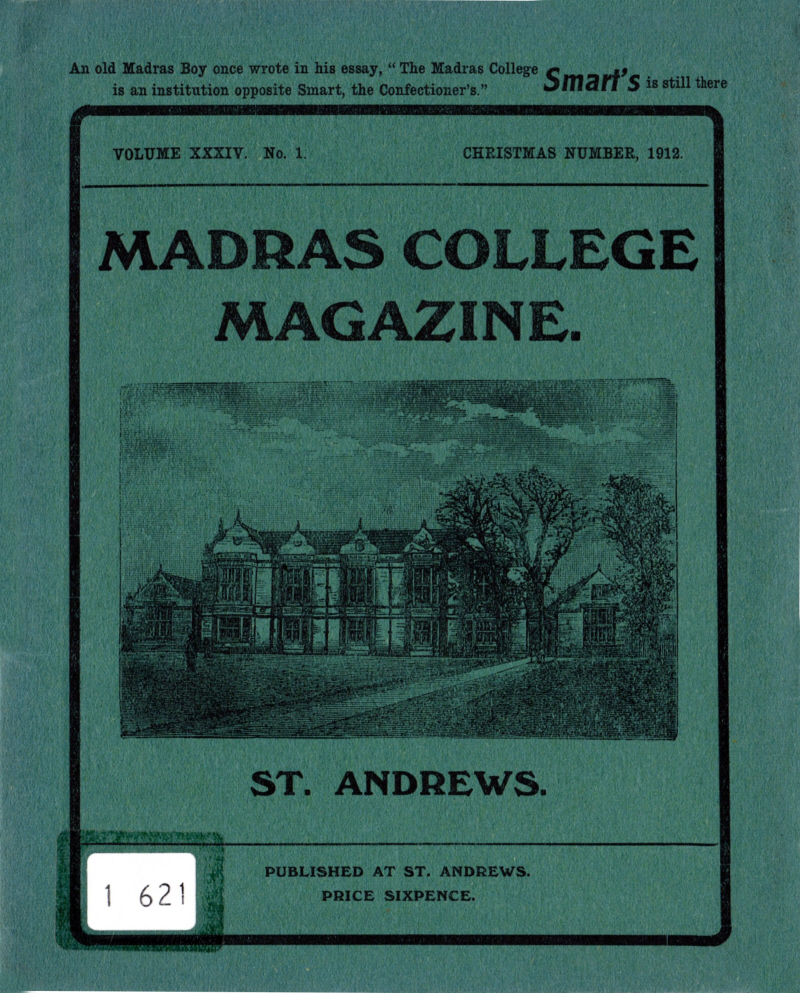 An old Madras Boy once wrote in his essay, “ The Madras College
is an institution opposite Smart, the Confectioner's.”
Smart's is still there
VOLUME XXXIV. No. 1.
CHRISTMAS NUMBER, 1912.
MADRAS COLLEGE
MAGAZINE.
ST. ANDREWS.
PUBLISHED AT ST. ANDREWS.
PRICE SIXPENCE.
1 621